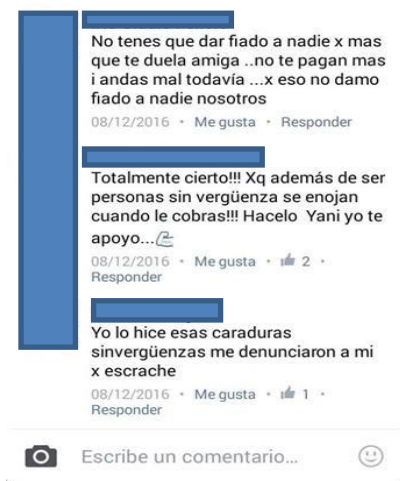 No tenes que dar fiado a nadie x mas
que te duela amiga ..no te pagan mas
i andas mal todavía ...x eso no damo
fiado a nadie nosotros
08/12/2016 • Me gusta • Responder
Totalmente cierto!!! Xq además de ser
personas sin vergüenza se enojan
cuando le cobras!!! Hacelo Yani yo te
apoyo...💪
08/12/2016 • Me gusta • 👍 2 •
Responder
Yo lo hice esas caraduras
sinvergüenzas me denunciaron a mi
x escrache
08/12/2016 • Me gusta • 👍 1 •
Responder
Escribe un comentario...